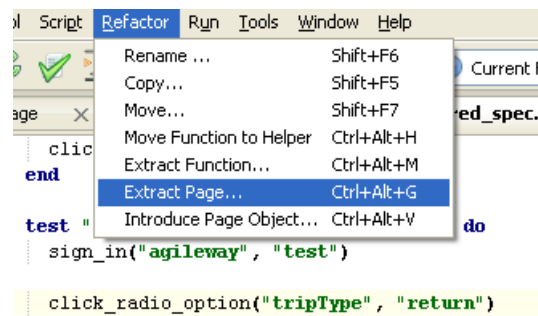 Script Refactor Run Tools Window Help
Rename ... Shift+F6
Copy... Shift+F5
Current
Move... Shift+F7
Move Function to Helper Ctrl+Alt+H
Extract Function... Ctrl+Alt+M
end
Extract Page... Ctrl+Alt+G
Introduce Page Object... Ctrl+Alt+V
test " do
sign_in("agileway", "test")
click_radio_option("tripType", "return")